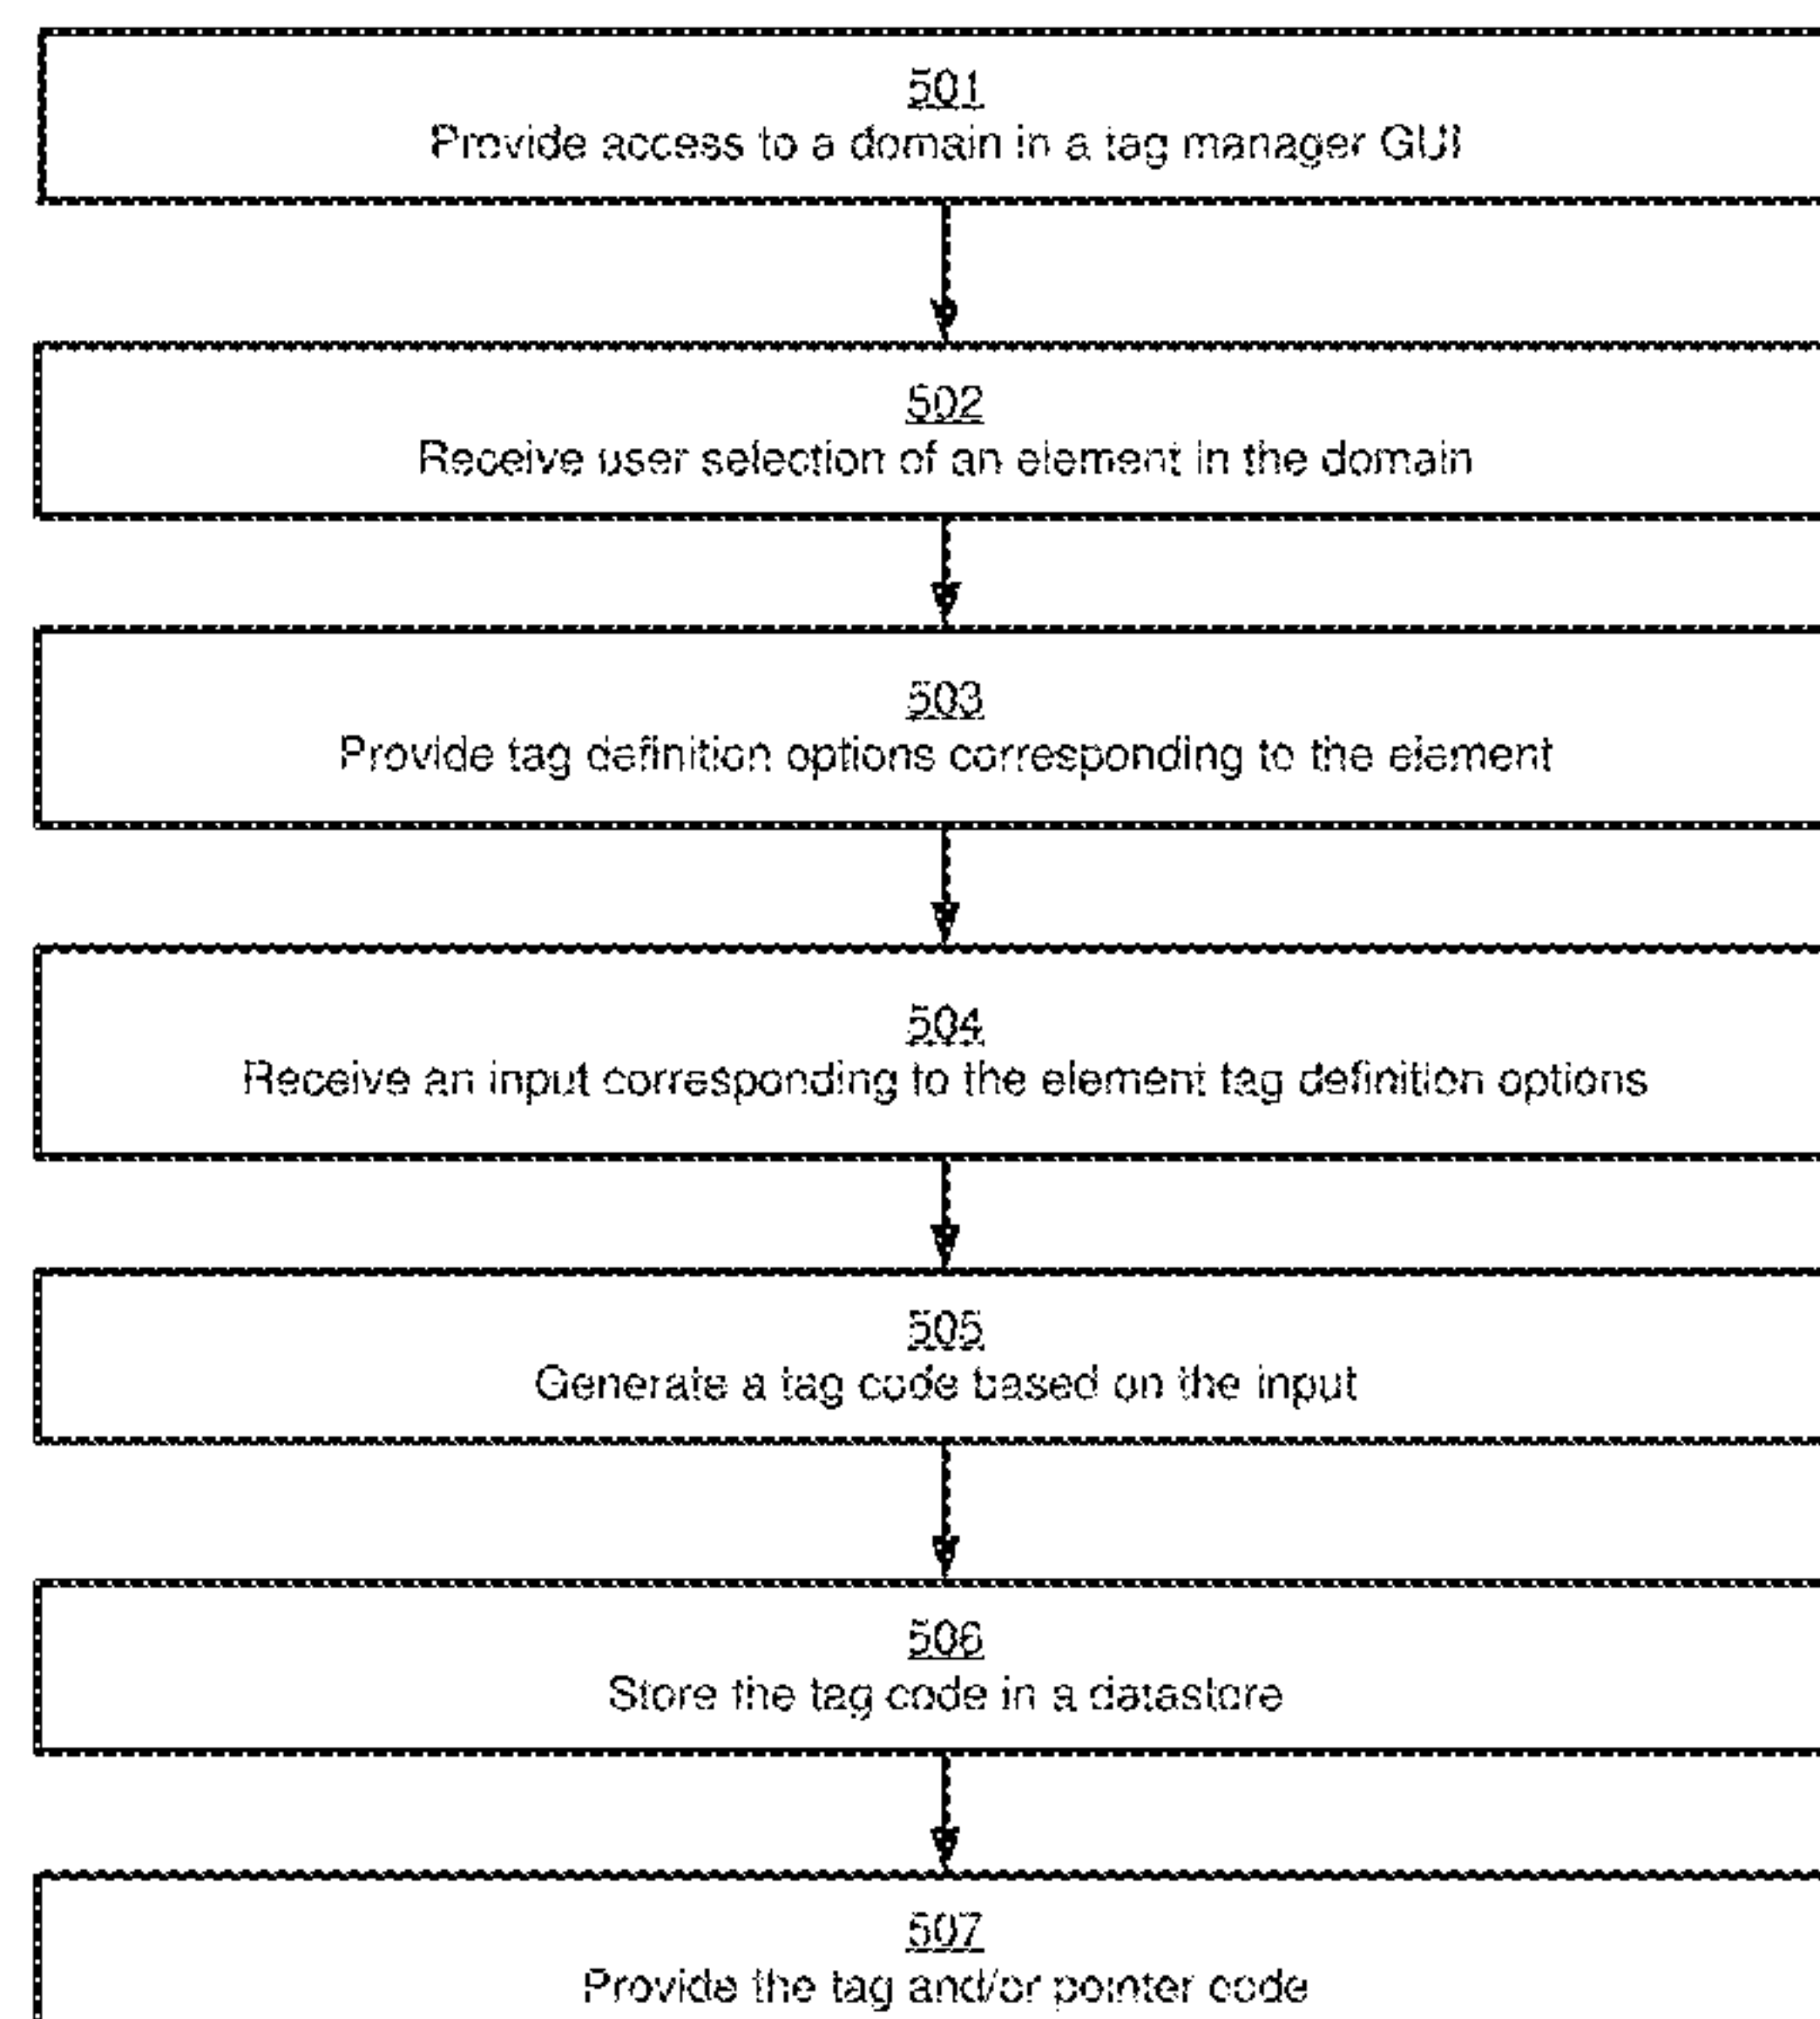 501
Provide access to a domain in a tag manager GUI
502
Receive user selection of an element in the domain
503
Provide tag definition options corresponding to the element
504
Receive an input corresponding to the element tag definition options
505
Generate a tag code based on the input
506
Store the tag code in a datastore
507
Provide the tag and/or pointer code